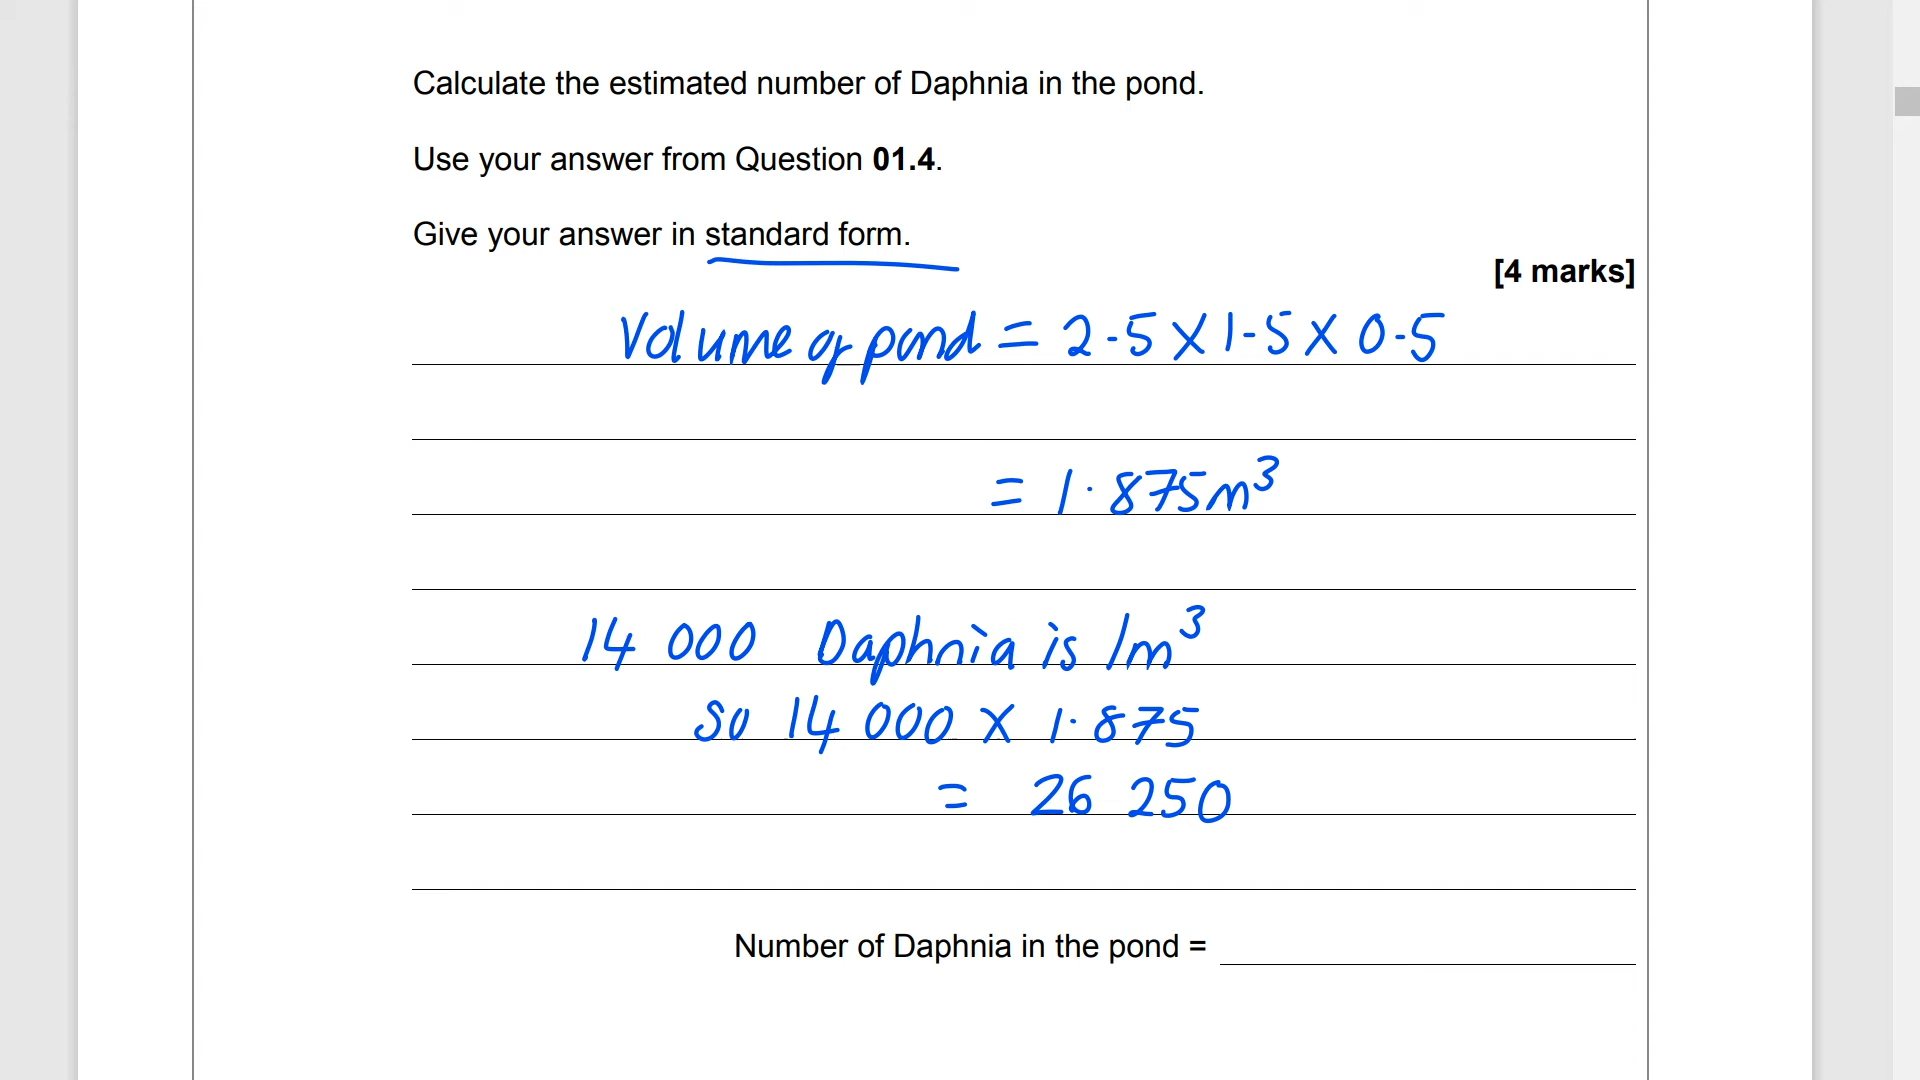 Calculate the estimated number of Daphnia in the pond.
Use your answer from Question 01.4.
Give your answer in standard form.
[4 marks]
Volume of pond = 2.5 X 1.5 X 0.5
= 1.875m³
14 000 Daphnia is 1m³
so 14 000 X 1.875
= 26 250
Number of Daphnia in the pond =